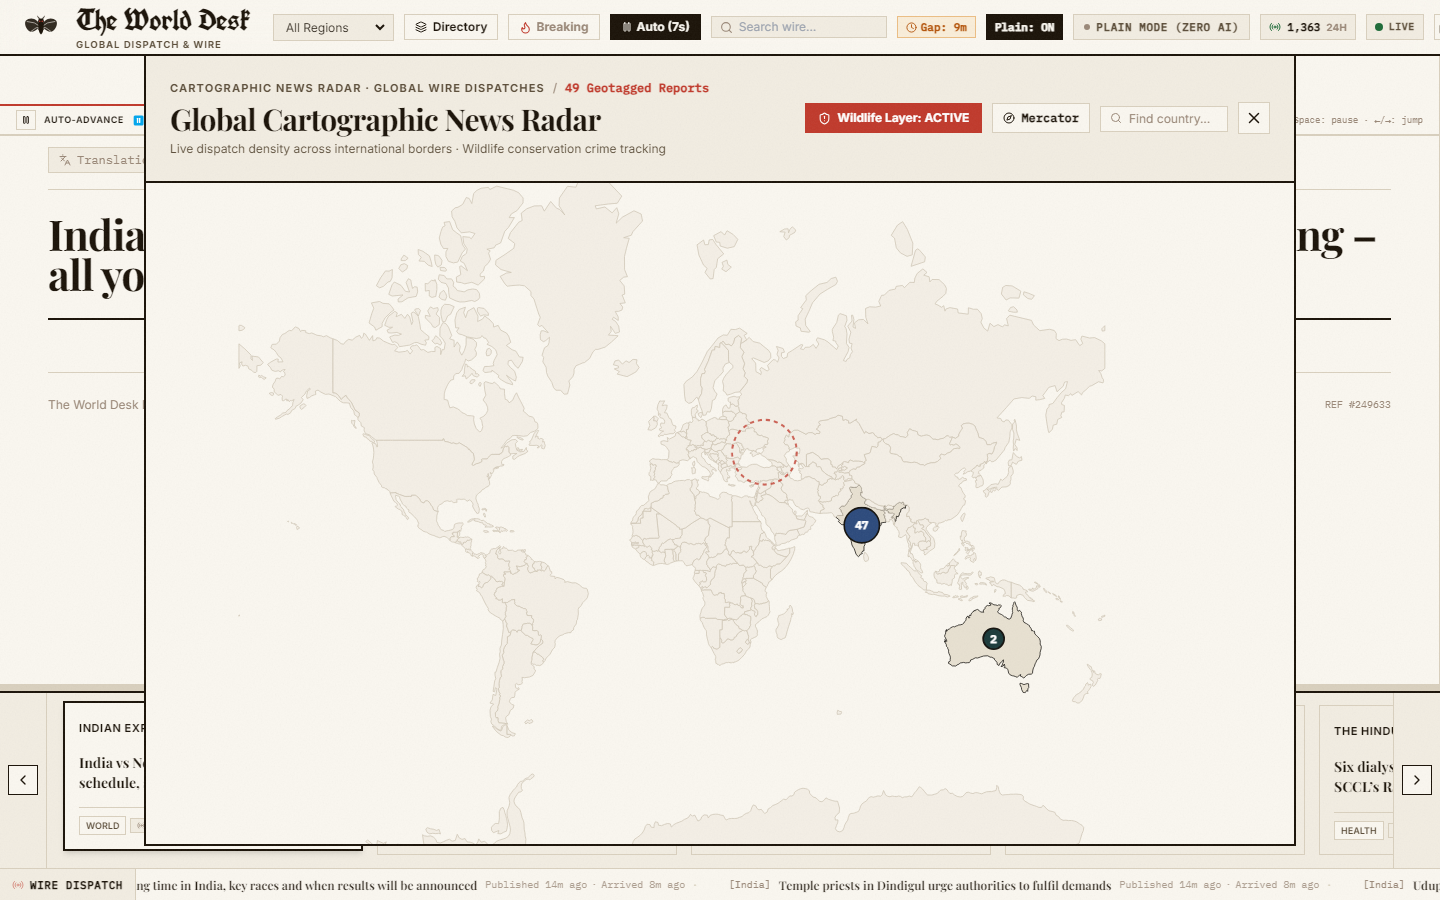 The World Desk
GLOBAL DISPATCH & WIRE
All Regions
Directory
Breaking
Auto (7s)
Search wire...
Gap: 9m
Plain: ON
PLAIN MODE (ZERO AI)
1,363 24H
LIVE
CARTOGRAPHIC NEWS RADAR · GLOBAL WIRE DISPATCHES / 49 Geotagged Reports
Global Cartographic News Radar
Live dispatch density across international borders · Wildlife conservation crime tracking
Wildlife Layer: ACTIVE
Mercator
Find country...
AUTO-ADVANCE
Space: pause · ←/→: jump
Translatio
India
ng –
all yo
The World Desk
REF #249633
47
2
INDIAN EXP
India vs N
schedule,
WORLD
THE HINDU
Six dialys
SCCL's R
HEALTH
WIRE DISPATCH
ng time in India, key races and when results will be announced Published 14m ago · Arrived 8m ago ·
[India] Temple priests in Dindigul urge authorities to fulfil demands Published 14m ago · Arrived 8m ago ·
[India] Udup